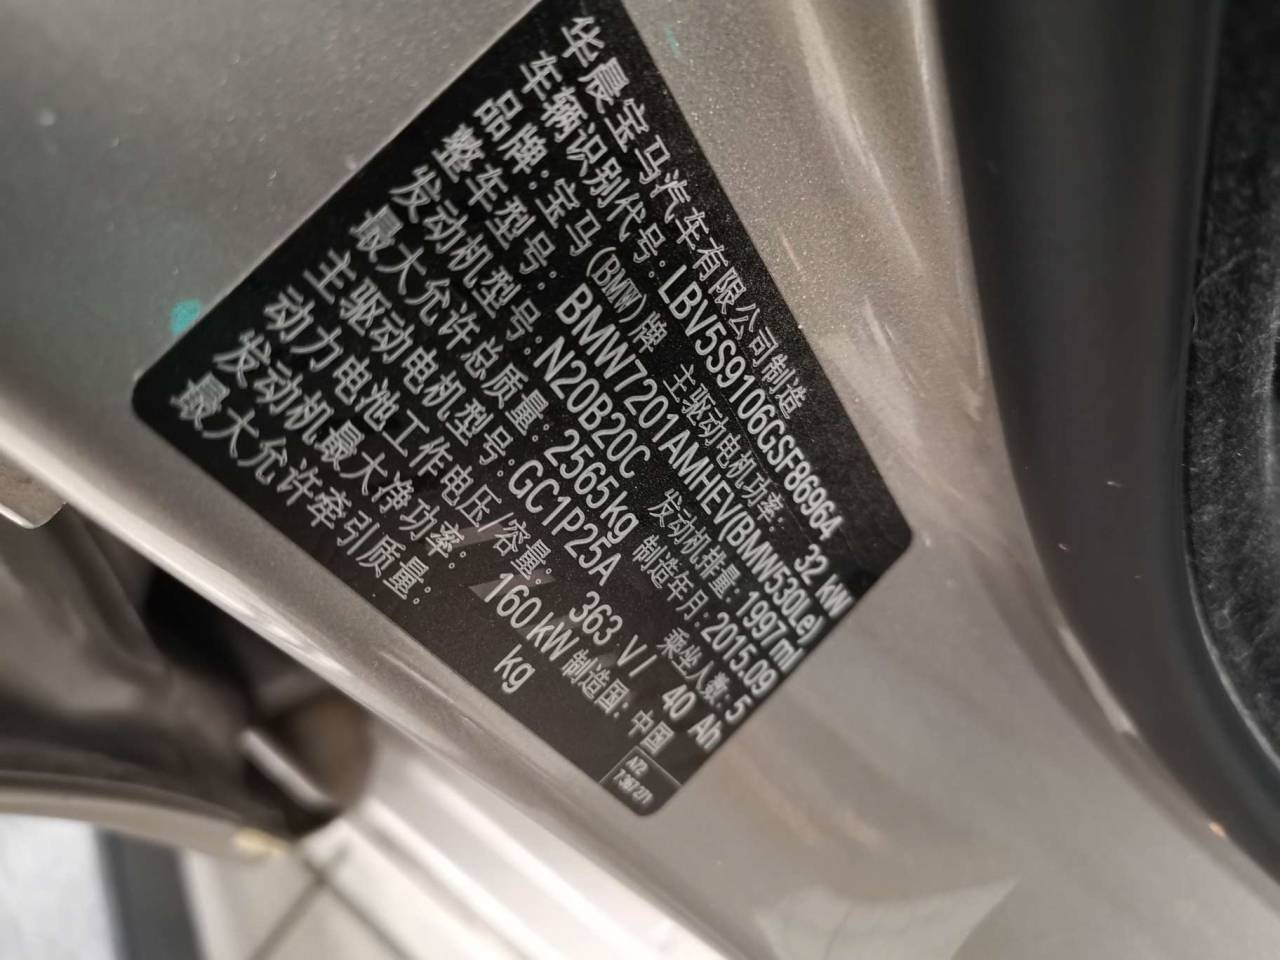 华晨宝马汽车有限公司制造
车辆识别代号:LBV5S9106GSF86964
品牌:宝马(BMW)牌 主驱动电机功率: 32 kW
整车型号: BMW7201AMHEV(BMW530Le)
发动机型号:N20B20C 发动机排量:1997ml
最大允许总质量: 2565kg 制造年月:2015.09
主驱动电机型号:GC1P25A 乘坐人数:5
动力电池工作电压/容量: 363 V/ 40 Ah
发动机最大净功率: 160kW 制造国:中国
最大允许牵引质量: kg
A72
7367271